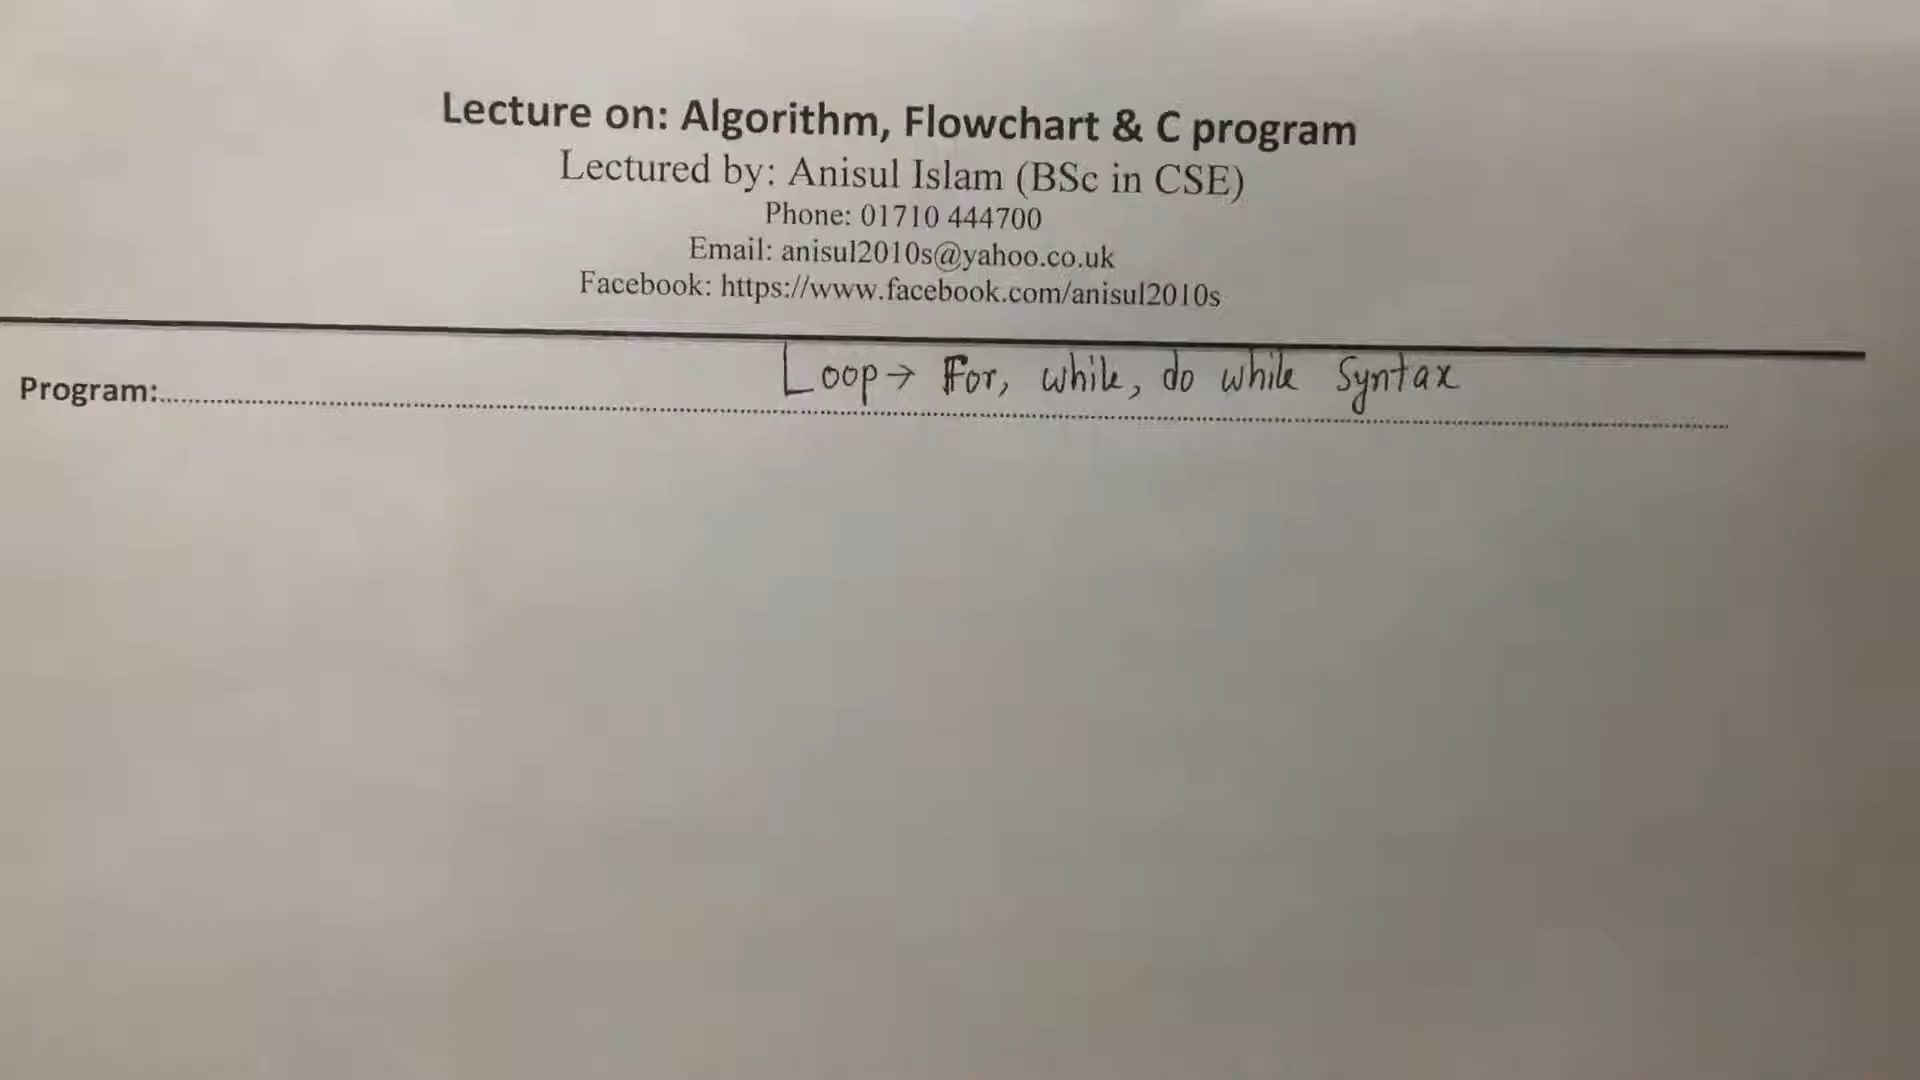 Lecture on: Algorithm, Flowchart & C program
Lectured by: Anisul Islam (BSc in CSE)
Phone: 01710 444700
Email: anisul2010s@yahoo.co.uk
Facebook: https://www.facebook.com/anisul2010s
Program:.......... Loop → For, while, do while Syntax